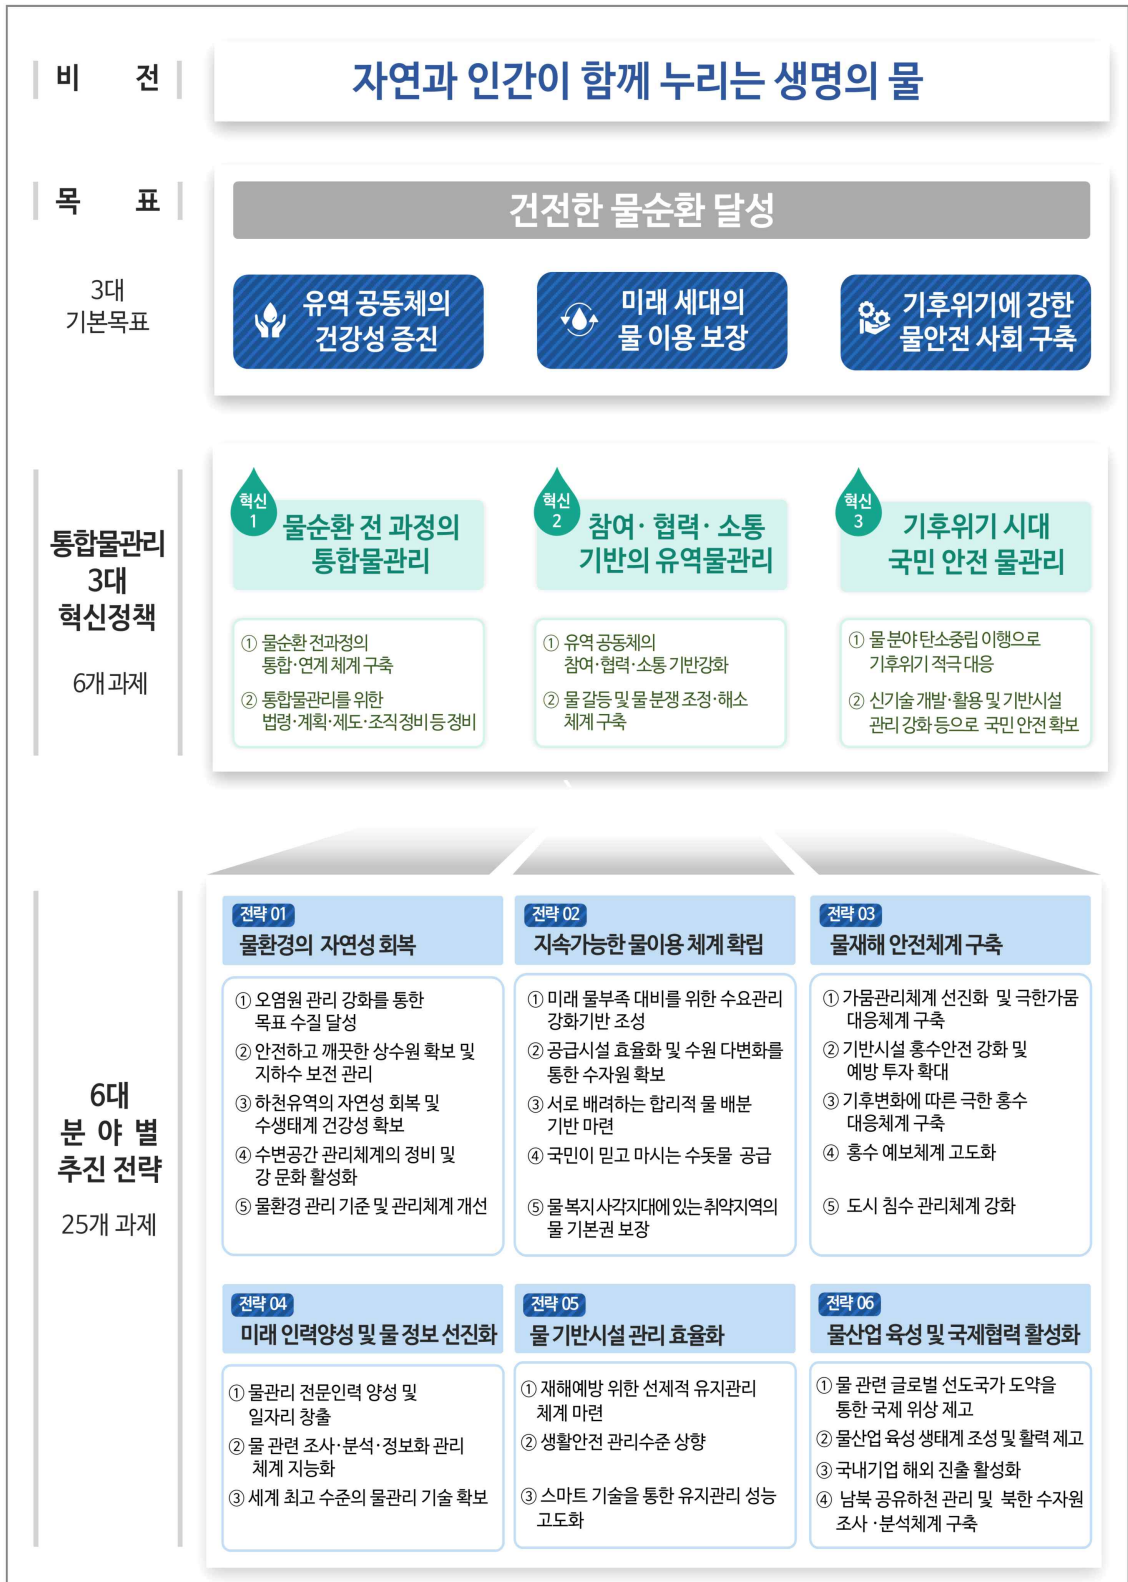 비 전
자연과 인간이 함께 누리는 생명의 물
목 표
건전한 물순환 달성
3대
기본목표
유역 공동체의
건강성 증진
미래 세대의
물 이용 보장
기후위기에 강한
물안전 사회 구축
통합물관리
3대
혁신정책
6개 과제
혁신
1
물순환 전 과정의
통합물관리
① 물순환 전과정의
통합·연계 체계 구축
② 통합물관리를 위한
법령·계획·제도·조직 정비 등 정비
혁신
2
참여· 협력· 소통
기반의 유역물관리
① 유역 공동체의
참여·협력·소통 기반강화
② 물 갈등 및 물 분쟁 조정·해소
체계 구축
혁신
3
기후위기 시대
국민 안전 물관리
① 물 분야 탄소중립 이행으로
기후위기 적극 대응
② 신기술 개발·활용 및 기반시설
관리 강화 등으로 국민 안전 확보
6대
분 야 별
추진 전략
25개 과제
전략 01
물환경의 자연성 회복
① 오염원 관리 강화를 통한
목표 수질 달성
② 안전하고 깨끗한 상수원 확보 및
지하수 보전 관리
③ 하천유역의 자연성 회복 및
수생태계 건강성 확보
④ 수변공간 관리체계의 정비 및
강 문화 활성화
⑤ 물환경 관리 기준 및 관리체계 개선
전략 02
지속가능한 물이용 체계 확립
① 미래 물부족 대비를 위한 수요관리
강화기반 조성
② 공급시설 효율화 및 수원 다변화를
통한 수자원 확보
③ 서로 배려하는 합리적 물 배분
기반 마련
④ 국민이 믿고 마시는 수돗물 공급
⑤ 물 복지 사각지대에 있는 취약지역의
물 기본권 보장
전략 03
물재해 안전체계 구축
① 가뭄관리체계 선진화 및 극한가뭄
대응체계 구축
② 기반시설 홍수안전 강화 및
예방 투자 확대
③ 기후변화에 따른 극한 홍수
대응체계 구축
④ 홍수 예보체계 고도화
⑤ 도시 침수 관리체계 강화
전략 04
미래 인력양성 및 물 정보 선진화
① 물관리 전문인력 양성 및
일자리 창출
② 물 관련 조사·분석·정보화 관리
체계 지능화
③ 세계 최고 수준의 물관리 기술 확보
전략 05
물 기반시설 관리 효율화
① 재해예방 위한 선제적 유지관리
체계 마련
② 생활안전 관리수준 상향
③ 스마트 기술을 통한 유지관리 성능
고도화
전략 06
물산업 육성 및 국제협력 활성화
① 물 관련 글로벌 선도국가 도약을
통한 국제 위상 제고
② 물산업 육성 생태계 조성 및 활력 제고
③ 국내기업 해외 진출 활성화
④ 남북 공유하천 관리 및 북한 수자원
조사 ·분석체계 구축